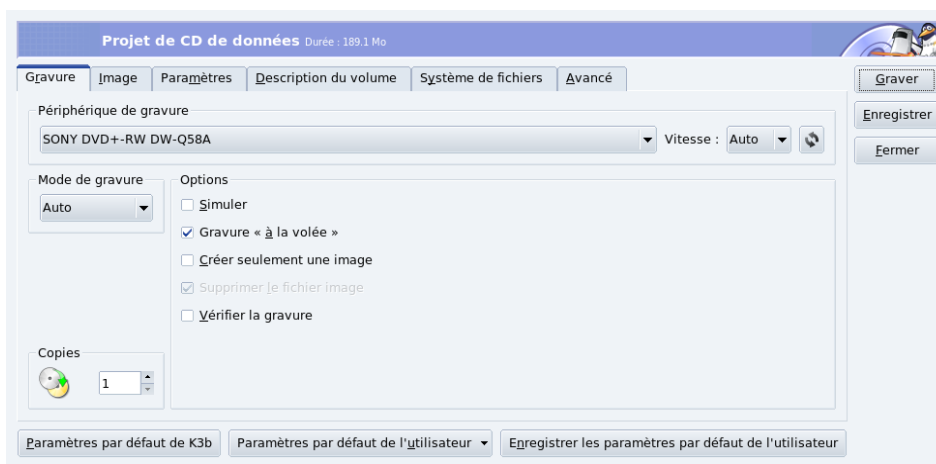 Projet de CD de données Durée : 189.1 Mo
Gravure Image Paramètres Description du volume Système de fichiers Avancé
Graver
Enregistrer
Fermer
Périphérique de gravure
SONY DVD+-RW DW-Q58A Vitesse : Auto
Mode de gravure
Auto
Options
Simuler
Gravure « à la volée »
Créer seulement une image
Supprimer le fichier image
Vérifier la gravure
Copies
1
Paramètres par défaut de K3b Paramètres par défaut de l'utilisateur Enregistrer les paramètres par défaut de l'utilisateur